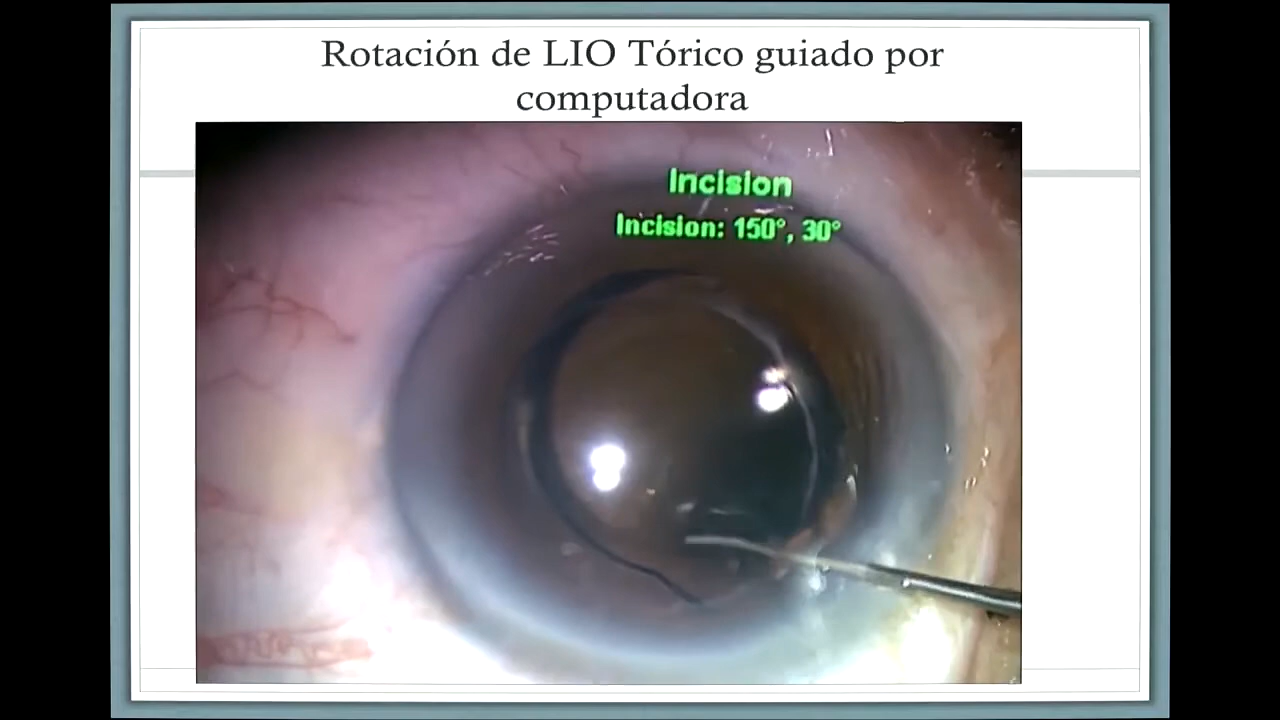 Rotación de LIO Tórico guiado por
computadora
Incision
Incision: 150°, 30°